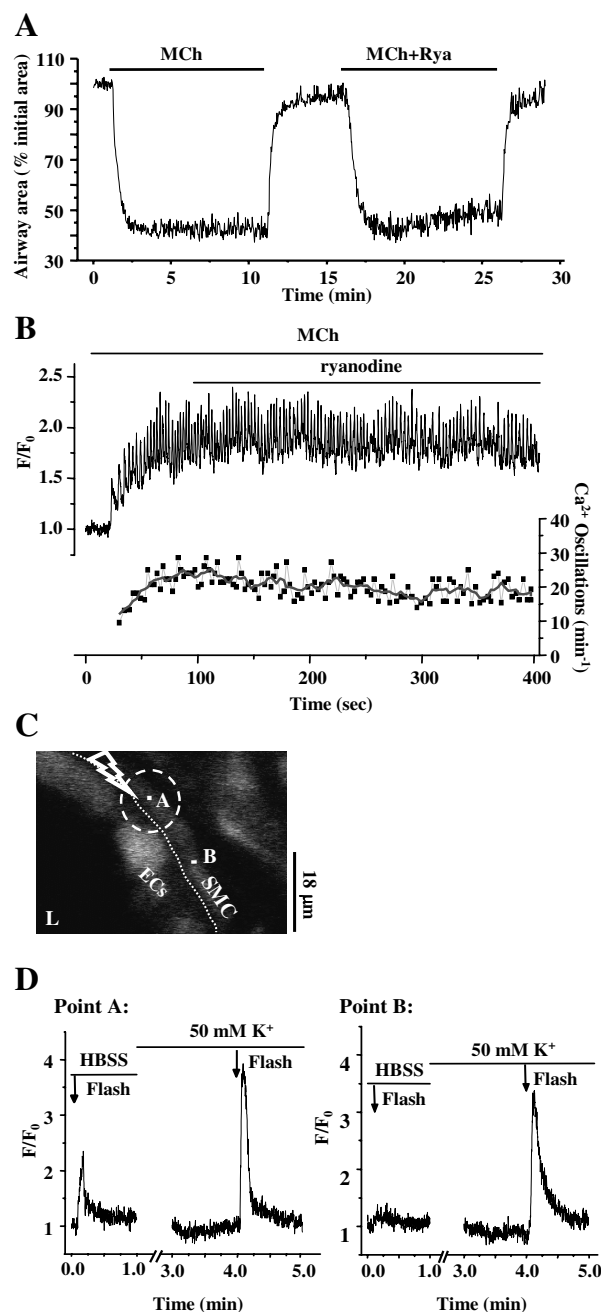 A
MCh
MCh+Rya
Airway area (% initial area)
110
90
70
50
30
0
5
10
15
20
25
30
Time (min)
B
MCh
ryanodine
F/F0
2.5
2.0
1.5
1.0
Ca2+ Oscillations (min-1)
40
30
20
10
0
0
100
200
300
400
Time (sec)
C
A
B
ECs
SMC
L
18 µm
D
Point A:
50 mM K+
HBSS
Flash
Flash
F/F0
4
3
2
1
0.0
1.0
3.0
4.0
5.0
Time (min)
Point B:
50 mM K+
HBSS
Flash
Flash
F/F0
4
3
2
1
0.0
1.0
3.0
4.0
5.0
Time (min)